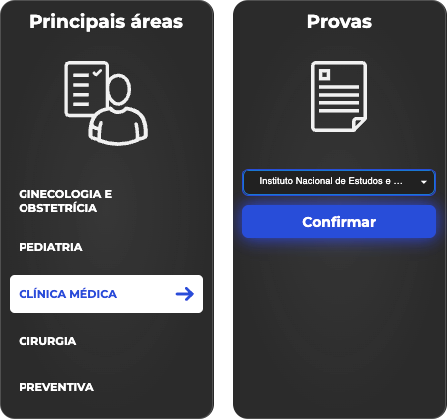 Principais áreas
GINECOLOGIA E
OBSTETRÍCIA
PEDIATRIA
CLÍNICA MÉDICA
CIRURGIA
PREVENTIVA
Provas
Instituto Nacional de Estudos e ...
Confirmar